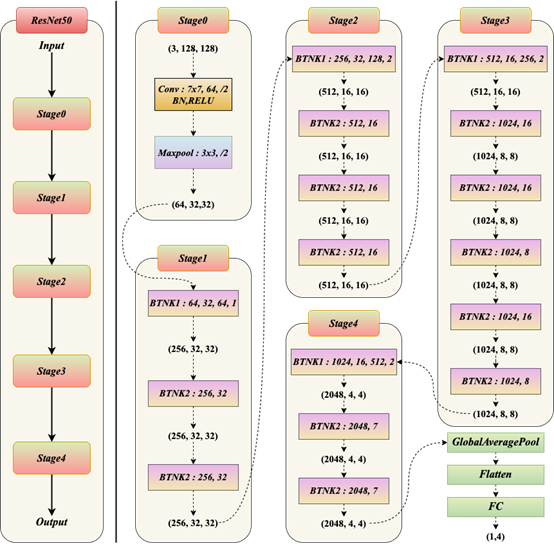 ResNet50
Input
Stage0
Stage1
Stage2
Stage3
Stage4
Output
Stage0
(3, 128, 128)
Conv : 7x7, 64, /2
BN,RELU
Maxpool : 3x3, /2
(64, 32,32)
Stage1
BTNK1 : 64, 32, 64, 1
(256, 32, 32)
BTNK2 : 256, 32
(256, 32, 32)
BTNK2 : 256, 32
(256, 32, 32)
Stage2
BTNK1 : 256, 32, 128, 2
(512, 16, 16)
BTNK2 : 512, 16
(512, 16, 16)
BTNK2 : 512, 16
(512, 16, 16)
BTNK2 : 512, 16
(512, 16, 16)
Stage3
BTNK1 : 512, 16, 256, 2
(512, 16, 16)
BTNK2 : 1024, 16
(1024, 8, 8)
BTNK2 : 1024, 16
(1024, 8, 8)
BTNK2 : 1024, 8
(1024, 8, 8)
BTNK2 : 1024, 16
(1024, 8, 8)
BTNK2 : 1024, 8
(1024, 8, 8)
Stage4
BTNK1 : 1024, 16, 512, 2
(2048, 4, 4)
BTNK2 : 2048, 7
(2048, 4, 4)
BTNK2 : 2048, 7
(2048, 4, 4)
GlobalAveragePool
Flatten
FC
(1,4)